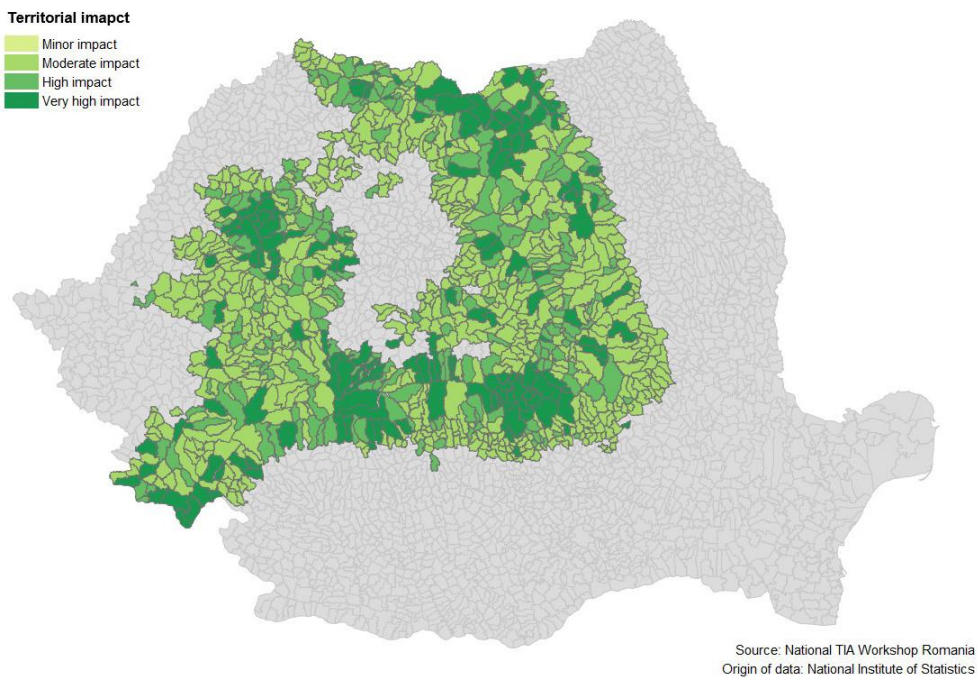 Territorial imapct
Minor impact
Moderate impact
High impact
Very high impact
Source: National TIA Workshop Romania
Origin of data: National Institute of Statistics